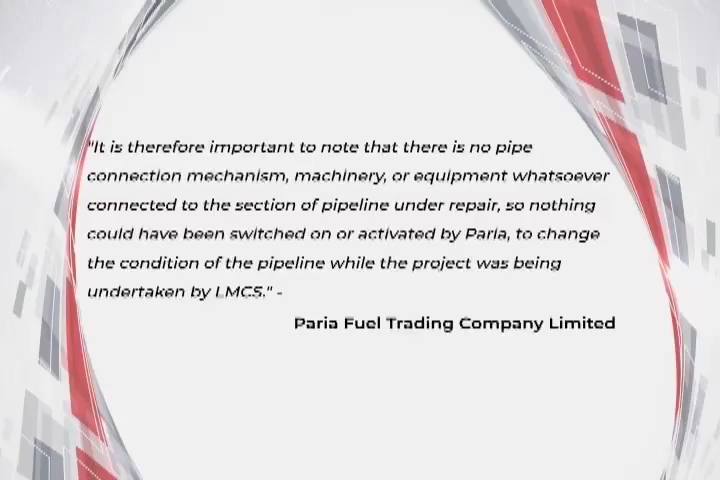 "It is therefore important to note that there is no pipe
connection mechanism, machinery, or equipment whatsoever
connected to the section of pipeline under repair, so nothing
could have been switched on or activated by Paria, to change
the condition of the pipeline while the project was being
undertaken by LMCS." -
Paria Fuel Trading Company Limited